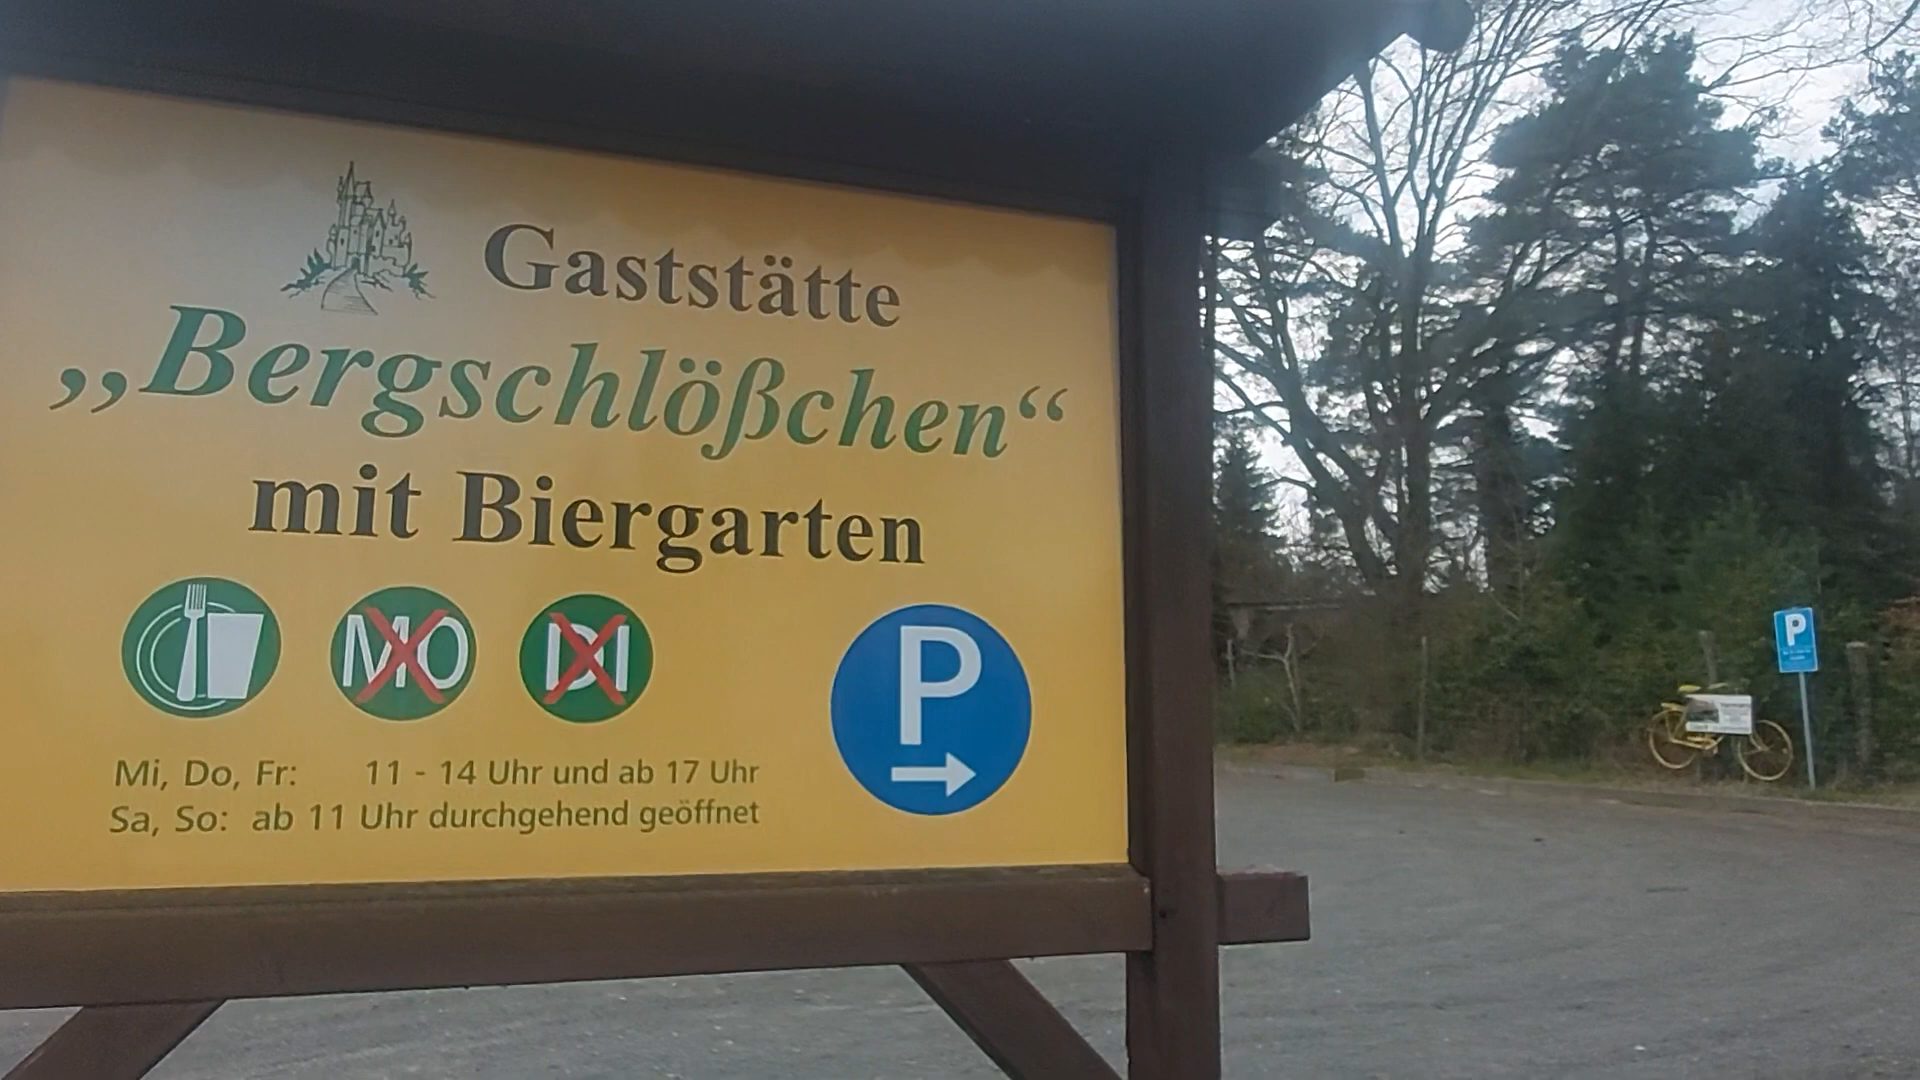 Gaststätte
„Bergschlößchen“
mit Biergarten
MO DI
P
Mi, Do, Fr: 11 - 14 Uhr und ab 17 Uhr
Sa, So: ab 11 Uhr durchgehend geöffnet
P